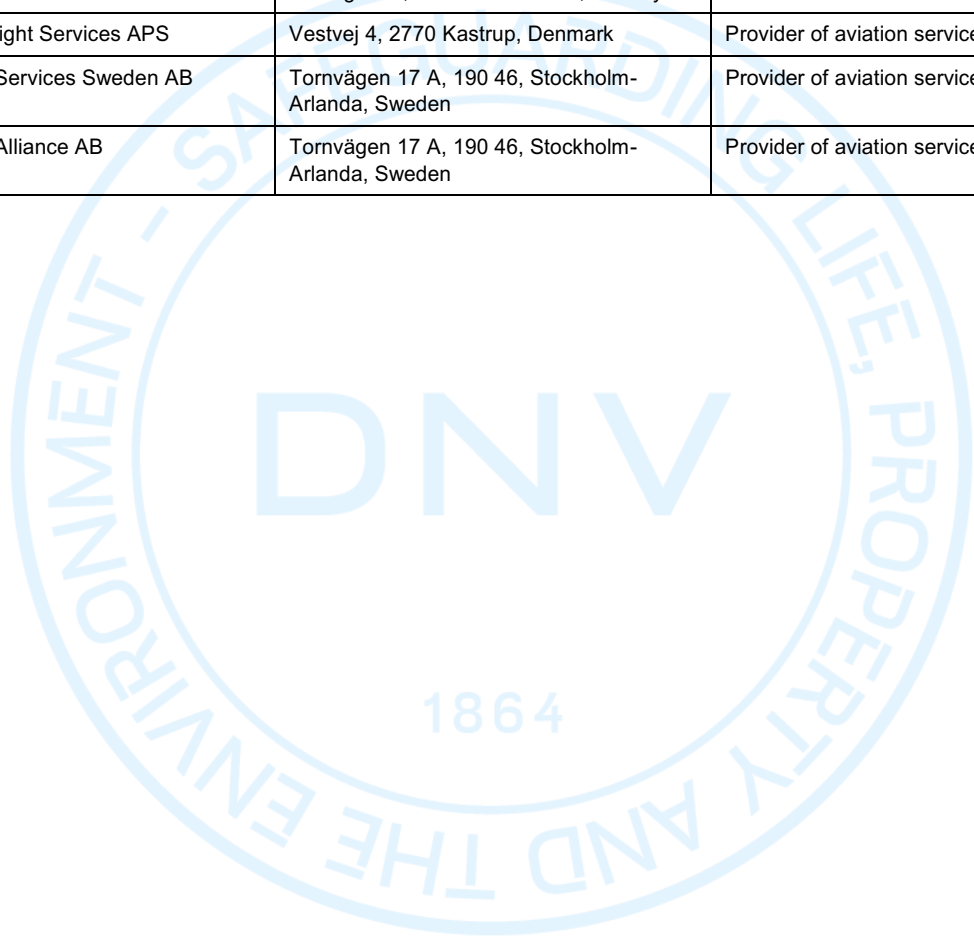 ight Services APS Vestvej 4, 2770 Kastrup, Denmark Provider of aviation service
Services Sweden AB Tornvägen 17 A, 190 46, Stockholm- Provider of aviation service
Arlanda, Sweden
Alliance AB Tornvägen 17 A, 190 46, Stockholm- Provider of aviation service
Arlanda, Sweden
SAFEGUARDING LIFE, PROPERTY AND THE ENVIRONMENT -
DNV
1864